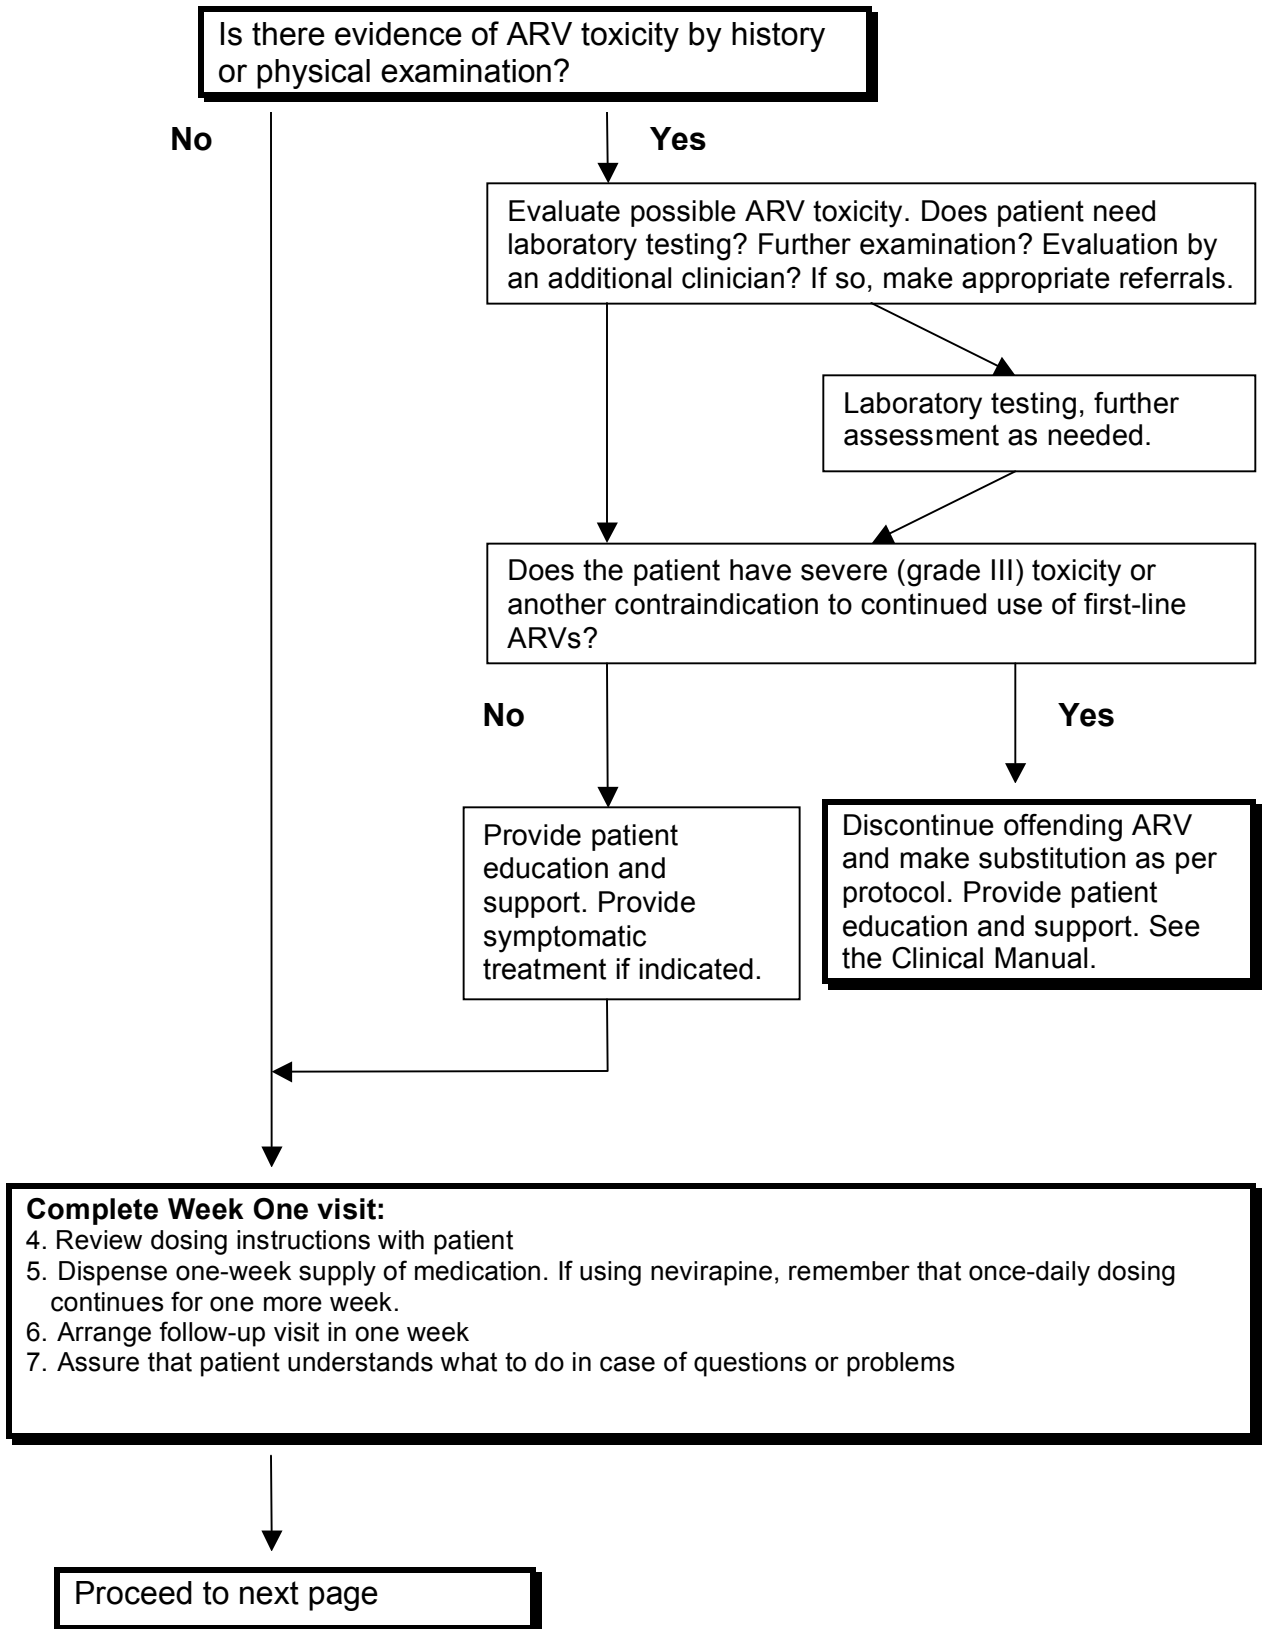 Is there evidence of ARV toxicity by history
or physical examination?
No
Yes
Evaluate possible ARV toxicity. Does patient need
laboratory testing? Further examination? Evaluation by
an additional clinician? If so, make appropriate referrals.
Laboratory testing, further
assessment as needed.
Does the patient have severe (grade III) toxicity or
another contraindication to continued use of first-line
ARVs?
No
Yes
Provide patient
education and
support. Provide
symptomatic
treatment if indicated.
Discontinue offending ARV
and make substitution as per
protocol. Provide patient
education and support. See
the Clinical Manual.
Complete Week One visit:
4. Review dosing instructions with patient
5. Dispense one-week supply of medication. If using nevirapine, remember that once-daily dosing
continues for one more week.
6. Arrange follow-up visit in one week
7. Assure that patient understands what to do in case of questions or problems
Proceed to next page